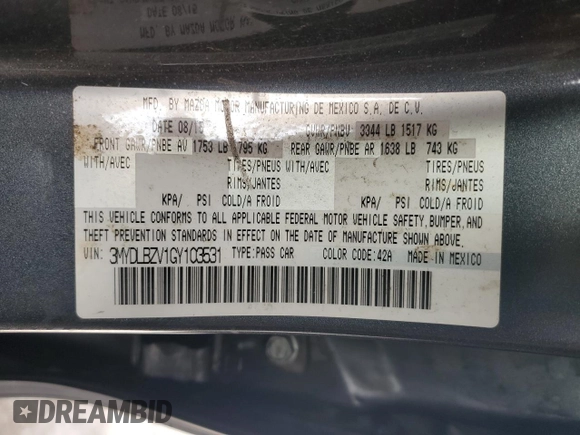 MFD. BY MAZDA MOTOR MANUFACTURING DE MEXICO S.A. DE C.V.
DATE 08/15 GVWR/PNBV 3344 LB 1517 KG
FRONT GAWR/PNBE AV 1753 LB 795 KG REAR GAWR/PNBE AR 1638 LB 743 KG
WITH/AVEC TIRES/PNEUS WITH/AVEC TIRES/PNEUS
RIMS/JANTES RIMS/JANTES
KPA/ PSI COLD/A FROID KPA/ PSI COLD/A FROID
THIS VEHICLE CONFORMS TO ALL APPLICABLE FEDERAL MOTOR VEHICLE SAFETY, BUMPER, AND
THEFT PREVENTION STANDARDS IN EFFECT ON THE DATE OF MANUFACTURE SHOWN ABOVE.
VIN: 3MYDLBZV1GY103531 TYPE: PASS CAR COLOR CODE: 42A MADE IN MEXICO
DREAMBID